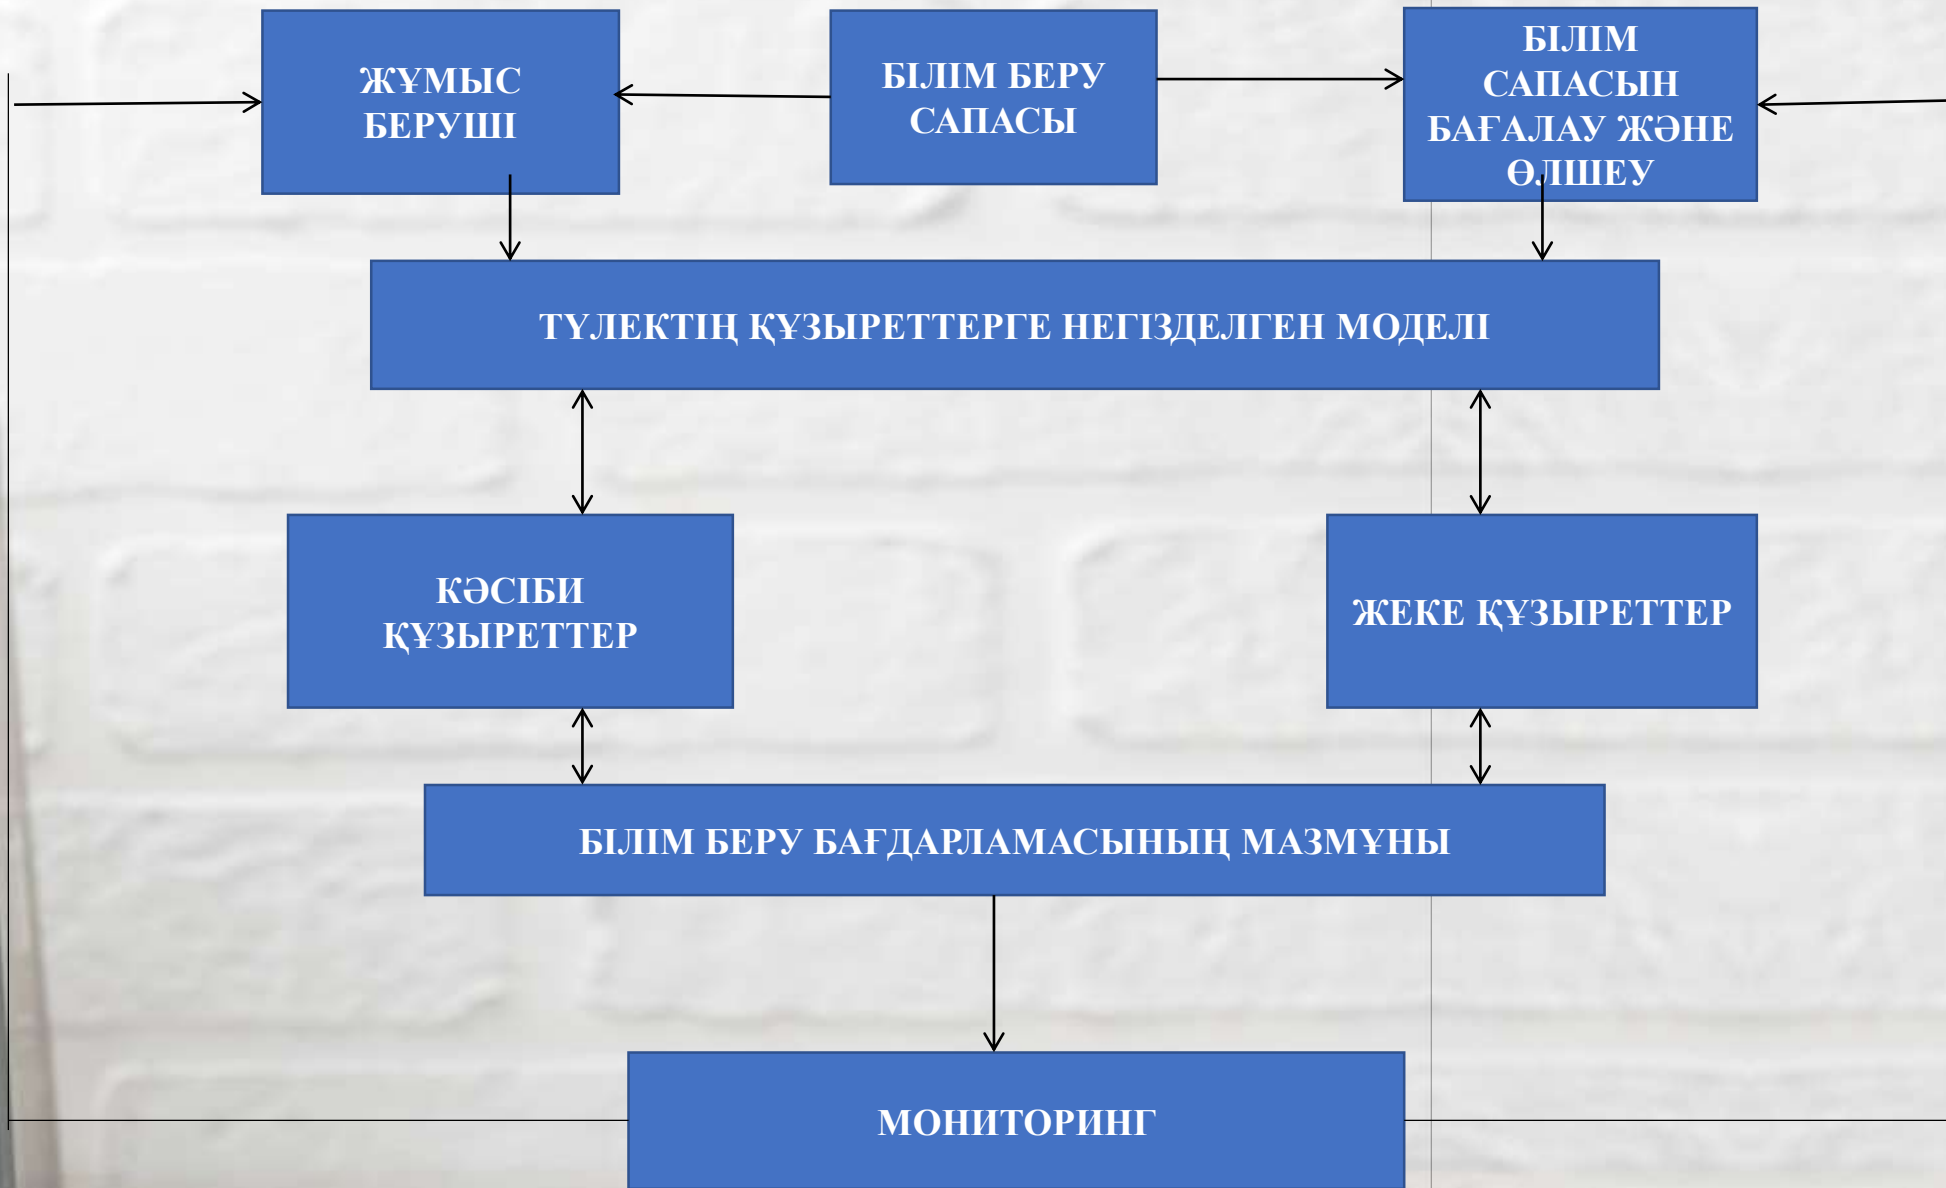 ЖҰМЫС
БЕРУШІ
БІЛІМ БЕРУ
САПАСЫ
БІЛІМ
САПАСЫН
БАҒАЛАУ ЖӘНЕ
ӨЛШЕУ
ТҮЛЕКТІҢ ҚҰЗЫРЕТТЕРГЕ НЕГІЗДЕЛГЕН МОДЕЛІ
КӘСІБИ
ҚҰЗЫРЕТТЕР
ЖЕКЕ ҚҰЗЫРЕТТЕР
БІЛІМ БЕРУ БАҒДАРЛАМАСЫНЫҢ МАЗМҰНЫ
МОНИТОРИНГ